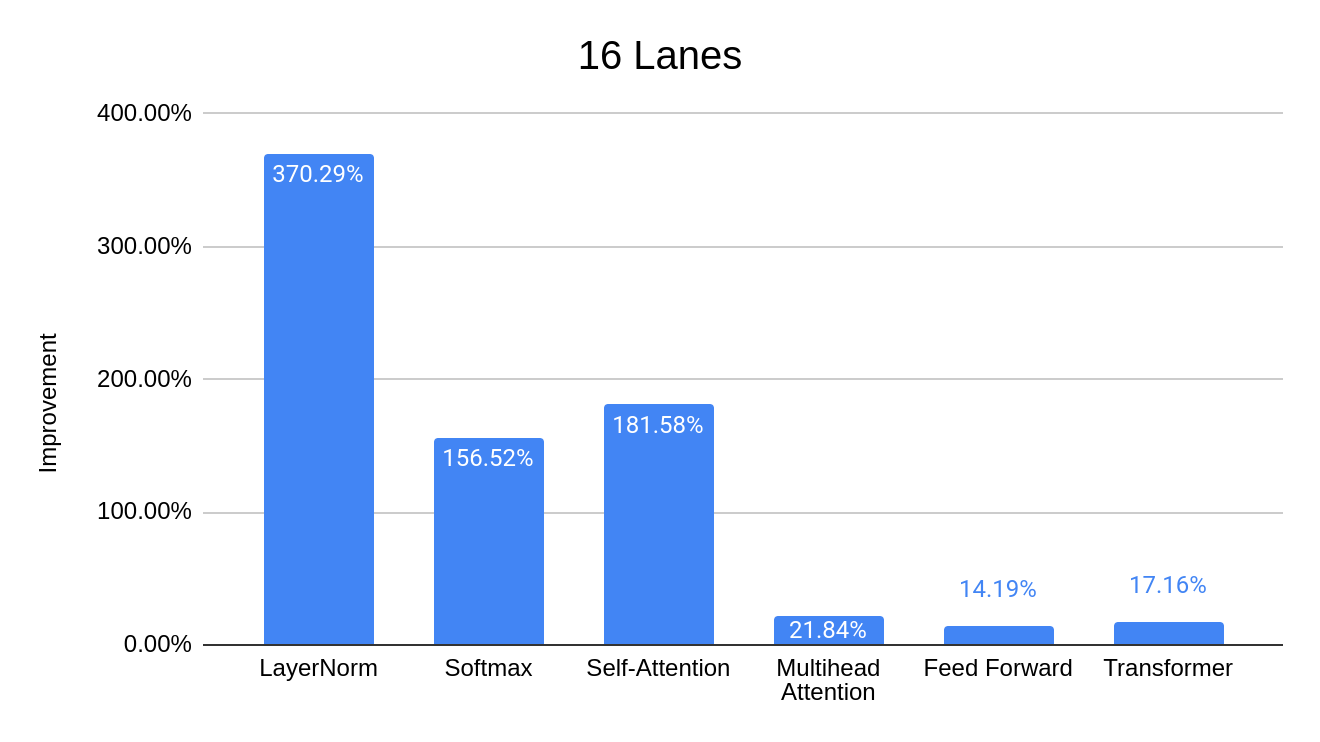 16 Lanes
Improvement
400.00%
300.00%
200.00%
100.00%
0.00%
370.29%
156.52%
181.58%
21.84%
14.19%
17.16%
LayerNorm
Softmax
Self-Attention
Multihead
Attention
Feed Forward
Transformer